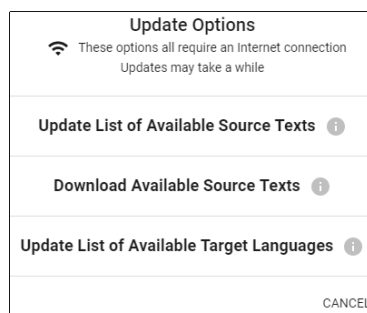 Update Options
These options all require an Internet connection
Updates may take a while
Update List of Available Source Texts
Download Available Source Texts
Update List of Available Target Languages
CANCEL